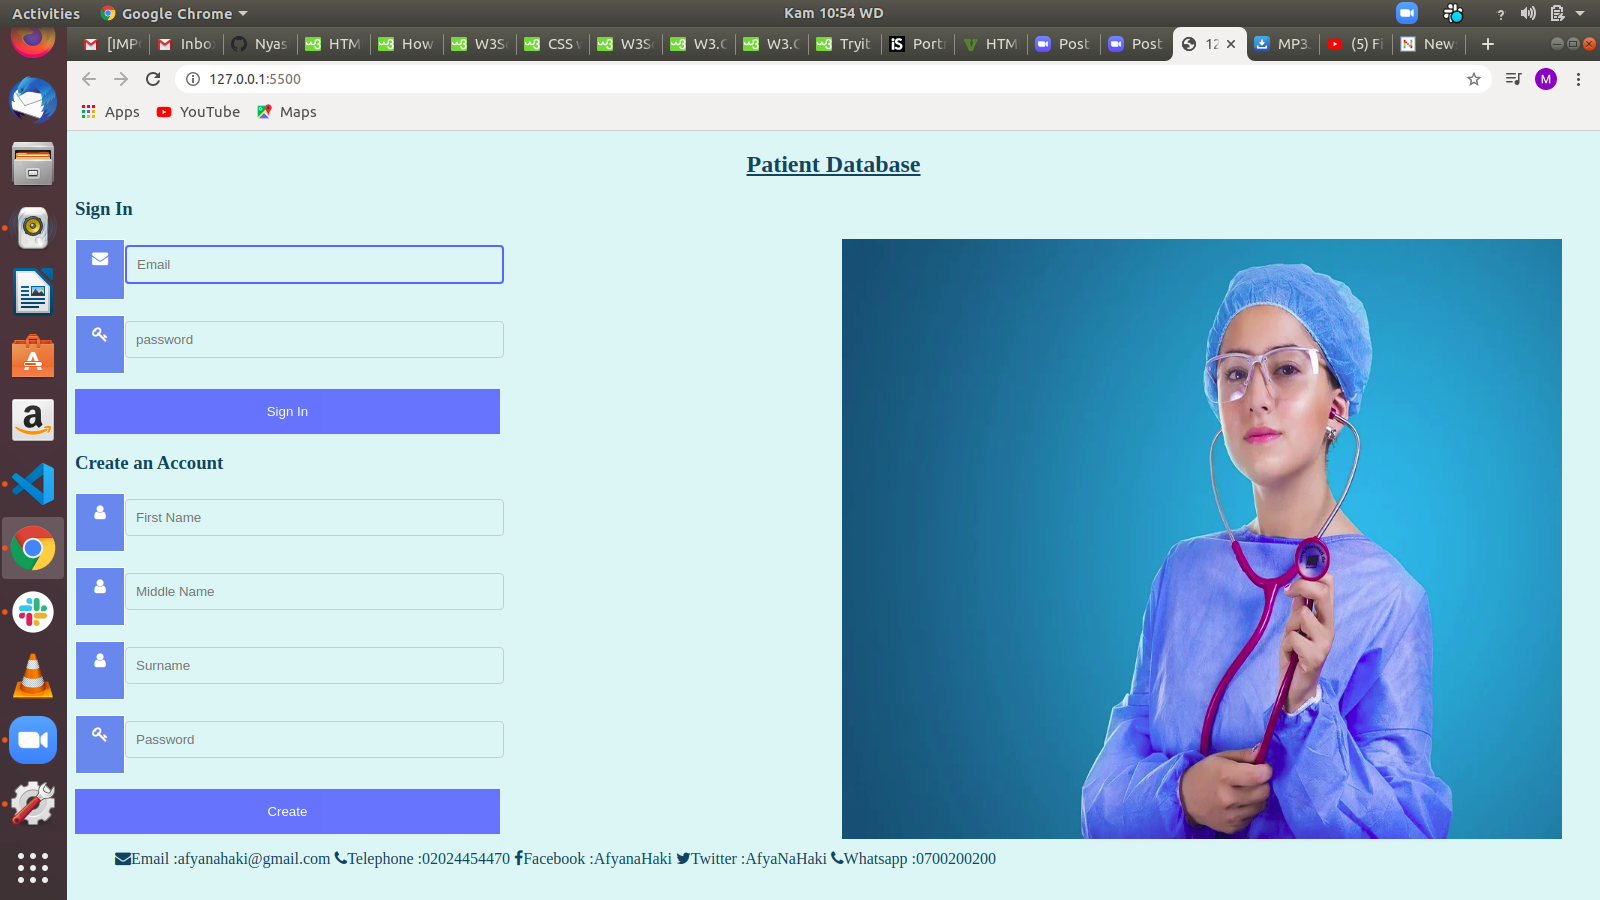 Activities Google Chrome Kam 10:54 WD ?
[IMP Inbo Nyas HTM How W3S CSS v W3S W3.C W3.C Tryit Port HTM Post Post 12 MP3. (5) Fi New
127.0.0.1:5500 M
Apps YouTube Maps
Patient Database
Sign In
Email
password
Sign In
Create an Account
First Name
Middle Name
Surname
Password
Create
Email :afyanahaki@gmail.com Telephone :02024454470 Facebook :AfyanaHaki Twitter :AfyaNaHaki Whatsapp :0700200200